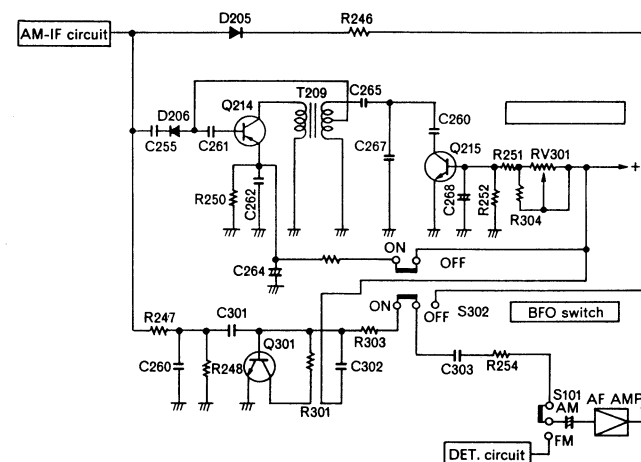 AM-IF circuit
D205
R246
T209
C265
Q214
D206
C255
C261
C260
C267
Q215
R251
RV301
+
R250
C262
C268
R252
R304
ON
OFF
C264
ON
OFF
S302
BFO switch
R247
C301
Q301
R303
C260
R248
R301
C302
C303
R254
S101
AM
AF AMP
FM
DET. circuit